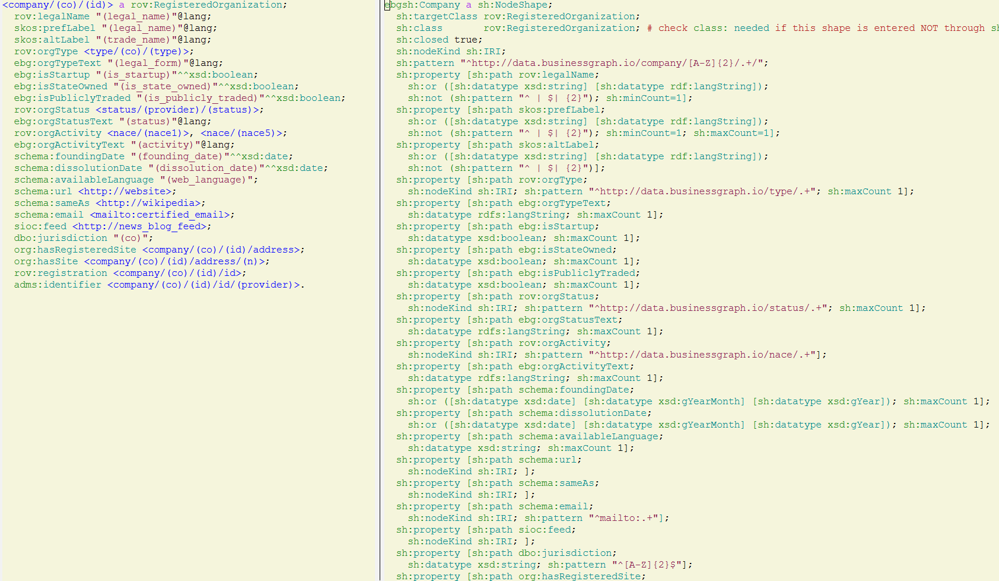 <company/(co)/(id)> a rov:RegisteredOrganization;
  rov:legalName "(legal_name)"@lang;
  skos:prefLabel "(legal_name)"@lang;
  skos:altLabel "(trade_name)"@lang;
  rov:orgType <type/(co)/(type)>;
  ebg:orgTypeText "(legal_form)"@lang;
  ebg:isStartup "(is_startup)"^^xsd:boolean;
  ebg:isStateOwned "(is_state_owned)"^^xsd:boolean;
  ebg:isPubliclyTraded "(is_publicly_traded)"^^xsd:boolean;
  rov:orgStatus <status/(provider)/(status)>;
  ebg:orgStatusText "(status)"@lang;
  rov:orgActivity <nace/(nace1)>, <nace/(nace5)>;
  ebg:orgActivityText "(activity)"@lang;
  schema:foundingDate "(founding_date)"^^xsd:date;
  schema:dissolutionDate "(dissolution_date)"^^xsd:date;
  schema:availableLanguage "(web_language)";
  schema:url <http://website>;
  schema:sameAs <http://wikipedia>;
  schema:email <mailto:certified_email>;
  sioc:feed <http://news_blog_feed>;
  dbo:jurisdiction "(co)";
  org:hasRegisteredSite <company/(co)/(id)/address>;
  org:hasSite <company/(co)/(id)/address/(n)>;
  rov:registration <company/(co)/(id)/id>;
  adms:identifier <company/(co)/(id)/id/(provider)>.
ebgsh:Company a sh:NodeShape;
  sh:targetClass rov:RegisteredOrganization;
  sh:class       rov:RegisteredOrganization; # check class: needed if this shape is entered NOT through sh
  sh:closed true;
  sh:nodeKind sh:IRI;
  sh:pattern "^http://data.businessgraph.io/company/[A-Z]{2}/.+/";
  sh:property [sh:path rov:legalName;
    sh:or ([sh:datatype xsd:string] [sh:datatype rdf:langString]);
    sh:not (sh:pattern "^ | $| {2}"); sh:minCount=1];
  sh:property [sh:path skos:prefLabel;
    sh:or ([sh:datatype xsd:string] [sh:datatype rdf:langString]);
    sh:not (sh:pattern "^ | $| {2}"); sh:minCount=1; sh:maxCount=1];
  sh:property [sh:path skos:altLabel;
    sh:or ([sh:datatype xsd:string] [sh:datatype rdf:langString]);
    sh:not (sh:pattern "^ | $| {2}")];
  sh:property [sh:path rov:orgType;
    sh:nodeKind sh:IRI; sh:pattern "^http://data.businessgraph.io/type/.+"; sh:maxCount 1];
  sh:property [sh:path ebg:orgTypeText;
    sh:datatype rdfs:langString; sh:maxCount 1];
  sh:property [sh:path ebg:isStartup;
    sh:datatype xsd:boolean; sh:maxCount 1];
  sh:property [sh:path ebg:isStateOwned;
    sh:datatype xsd:boolean; sh:maxCount 1];
  sh:property [sh:path ebg:isPubliclyTraded;
    sh:datatype xsd:boolean; sh:maxCount 1];
  sh:property [sh:path rov:orgStatus;
    sh:nodeKind sh:IRI; sh:pattern "^http://data.businessgraph.io/status/.+"; sh:maxCount 1];
  sh:property [sh:path ebg:orgStatusText;
    sh:datatype rdfs:langString; sh:maxCount 1];
  sh:property [sh:path rov:orgActivity;
    sh:nodeKind sh:IRI; sh:pattern "^http://data.businessgraph.io/nace/.+"];
  sh:property [sh:path ebg:orgActivityText;
    sh:datatype rdfs:langString; sh:maxCount 1];
  sh:property [sh:path schema:foundingDate;
    sh:or ([sh:datatype xsd:date] [sh:datatype xsd:gYearMonth] [sh:datatype xsd:gYear]); sh:maxCount 1];
  sh:property [sh:path schema:dissolutionDate;
    sh:or ([sh:datatype xsd:date] [sh:datatype xsd:gYearMonth] [sh:datatype xsd:gYear]); sh:maxCount 1];
  sh:property [sh:path schema:availableLanguage;
    sh:datatype xsd:string; sh:maxCount 1];
  sh:property [sh:path schema:url;
    sh:nodeKind sh:IRI; ];
  sh:property [sh:path schema:sameAs;
    sh:nodeKind sh:IRI; ];
  sh:property [sh:path schema:email;
    sh:nodeKind sh:IRI; sh:pattern "^mailto:.+"];
  sh:property [sh:path sioc:feed;
    sh:nodeKind sh:IRI; ];
  sh:property [sh:path dbo:jurisdiction;
    sh:datatype xsd:string; sh:pattern "^[A-Z]{2}$"];
  sh:property [sh:path org:hasRegisteredSite;